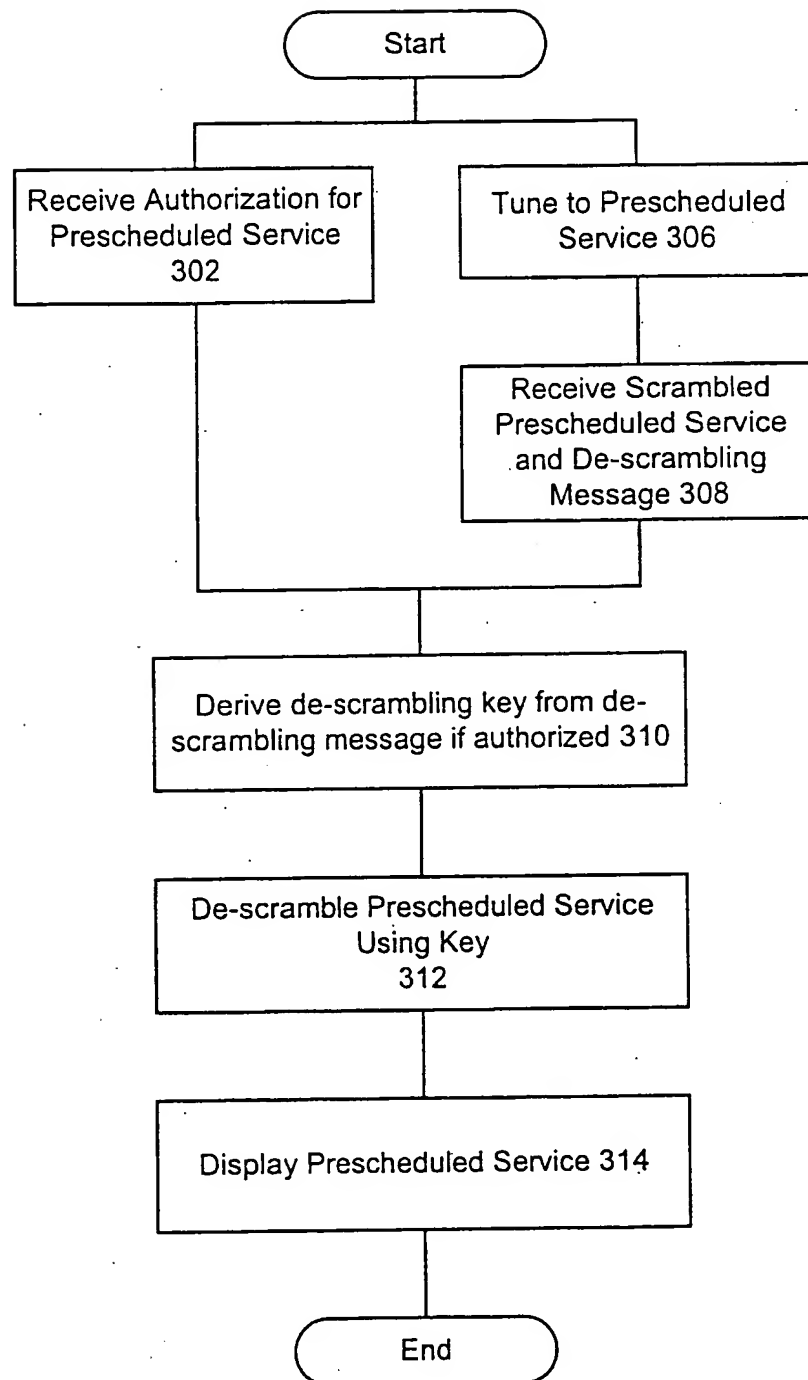 Start
Receive Authorization for
Prescheduled Service
302
Tune to Prescheduled
Service 306
Receive Scrambled
Prescheduled Service
and De-scrambling
Message 308
Derive de-scrambling key from de-
scrambling message if authorized 310
De-scramble Prescheduled Service
Using Key
312
Display Prescheduled Service 314
End